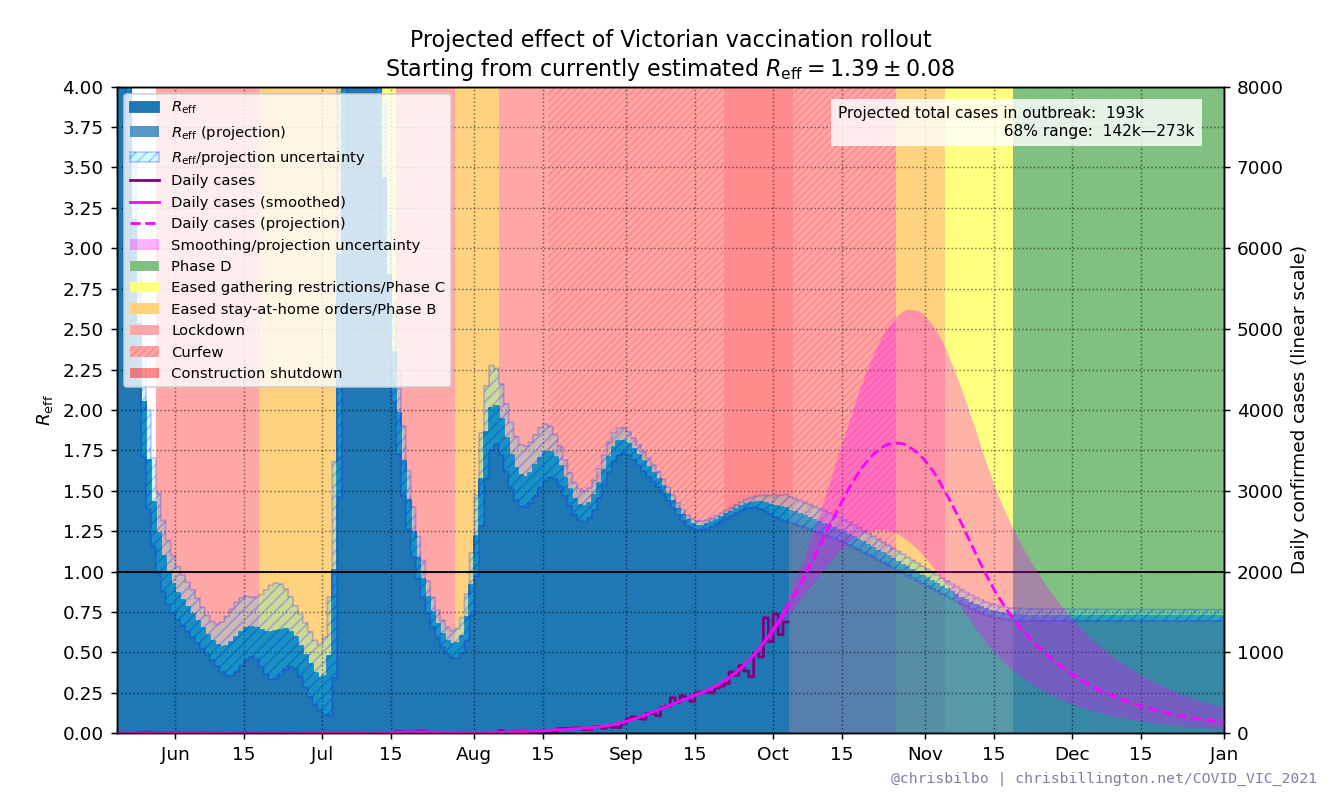 Projected effect of Victorian vaccination rollout
Starting from currently estimated R_eff = 1.39 ± 0.08
4.00
3.75
3.50
3.25
3.00
2.75
2.50
2.25
2.00
1.75
1.50
1.25
1.00
0.75
0.50
0.25
0.00
R_eff
R_eff
R_eff (projection)
R_eff/projection uncertainty
Daily cases
Daily cases (smoothed)
Daily cases (projection)
Smoothing/projection uncertainty
Phase D
Eased gathering restrictions/Phase C
Eased stay-at-home orders/Phase B
Lockdown
Curfew
Construction shutdown
Projected total cases in outbreak: 193k
68% range: 142k—273k
8000
7000
6000
5000
4000
3000
2000
1000
0
Daily confirmed cases (linear scale)
Jun 15 Jul 15 Aug 15 Sep 15 Oct 15 Nov 15 Dec 15 Jan
@chrisbilbo | chrisbillington.net/COVID_VIC_2021